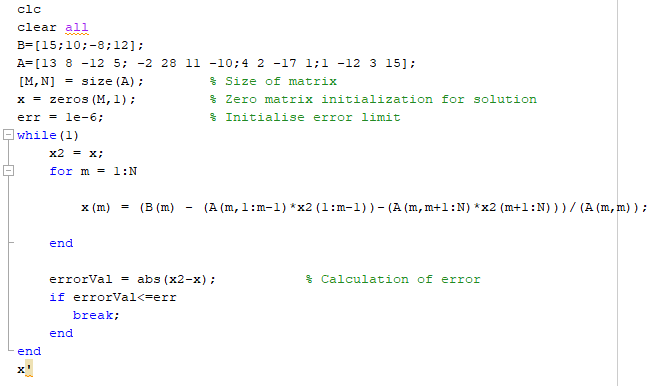 clc
clear all
B=[15;10;-8;12];
A=[13 8 -12 5; -2 28 11 -10;4 2 -17 1;1 -12 3 15];
[M,N] = size(A);        % Size of matrix
x = zeros(M,1);         % Zero matrix initialization for solution
err = 1e-6;             % Initialise error limit
while(1)
    x2 = x;
    for m = 1:N
        x(m) = (B(m) - (A(m,1:m-1)*x2(1:m-1))-(A(m,m+1:N)*x2(m+1:N)))/(A(m,m));
    end
    errorVal = abs(x2-x);           % Calculation of error
    if errorVal<=err
       break;
    end
end
x'